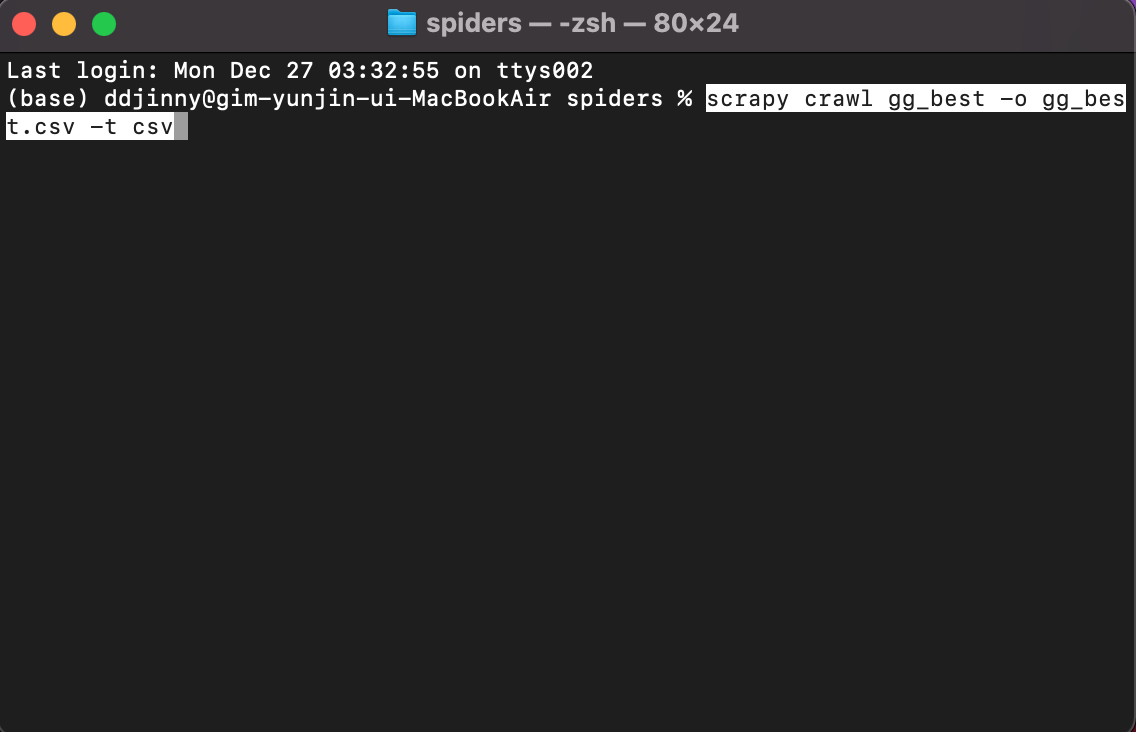 spiders — -zsh — 80×24
Last login: Mon Dec 27 03:32:55 on ttys002
(base) ddjinny@gim-yunjin-ui-MacBookAir spiders % scrapy crawl gg_best -o gg_bes
t.csv -t csv